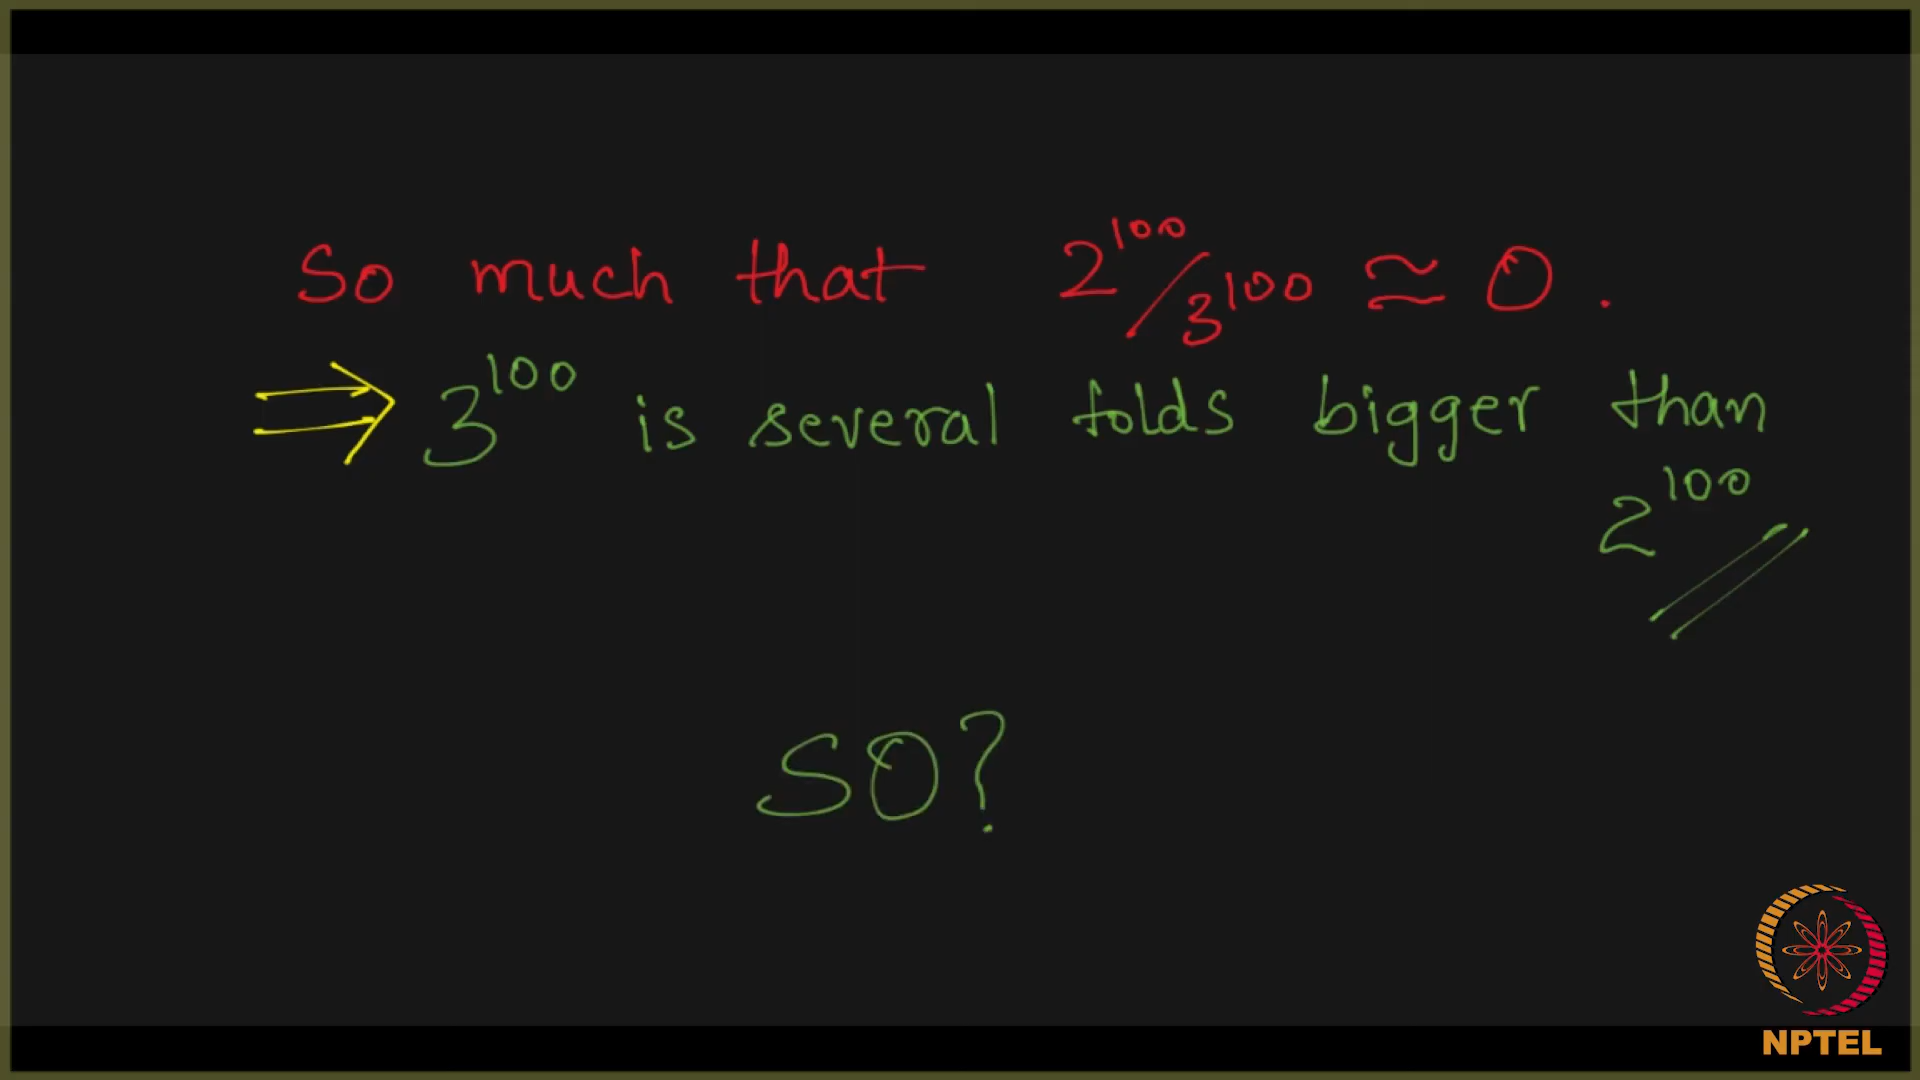 So much that 2^100/3^100 ≃ 0.
⇒ 3^100 is several folds bigger than
2^100
SO?
NPTEL